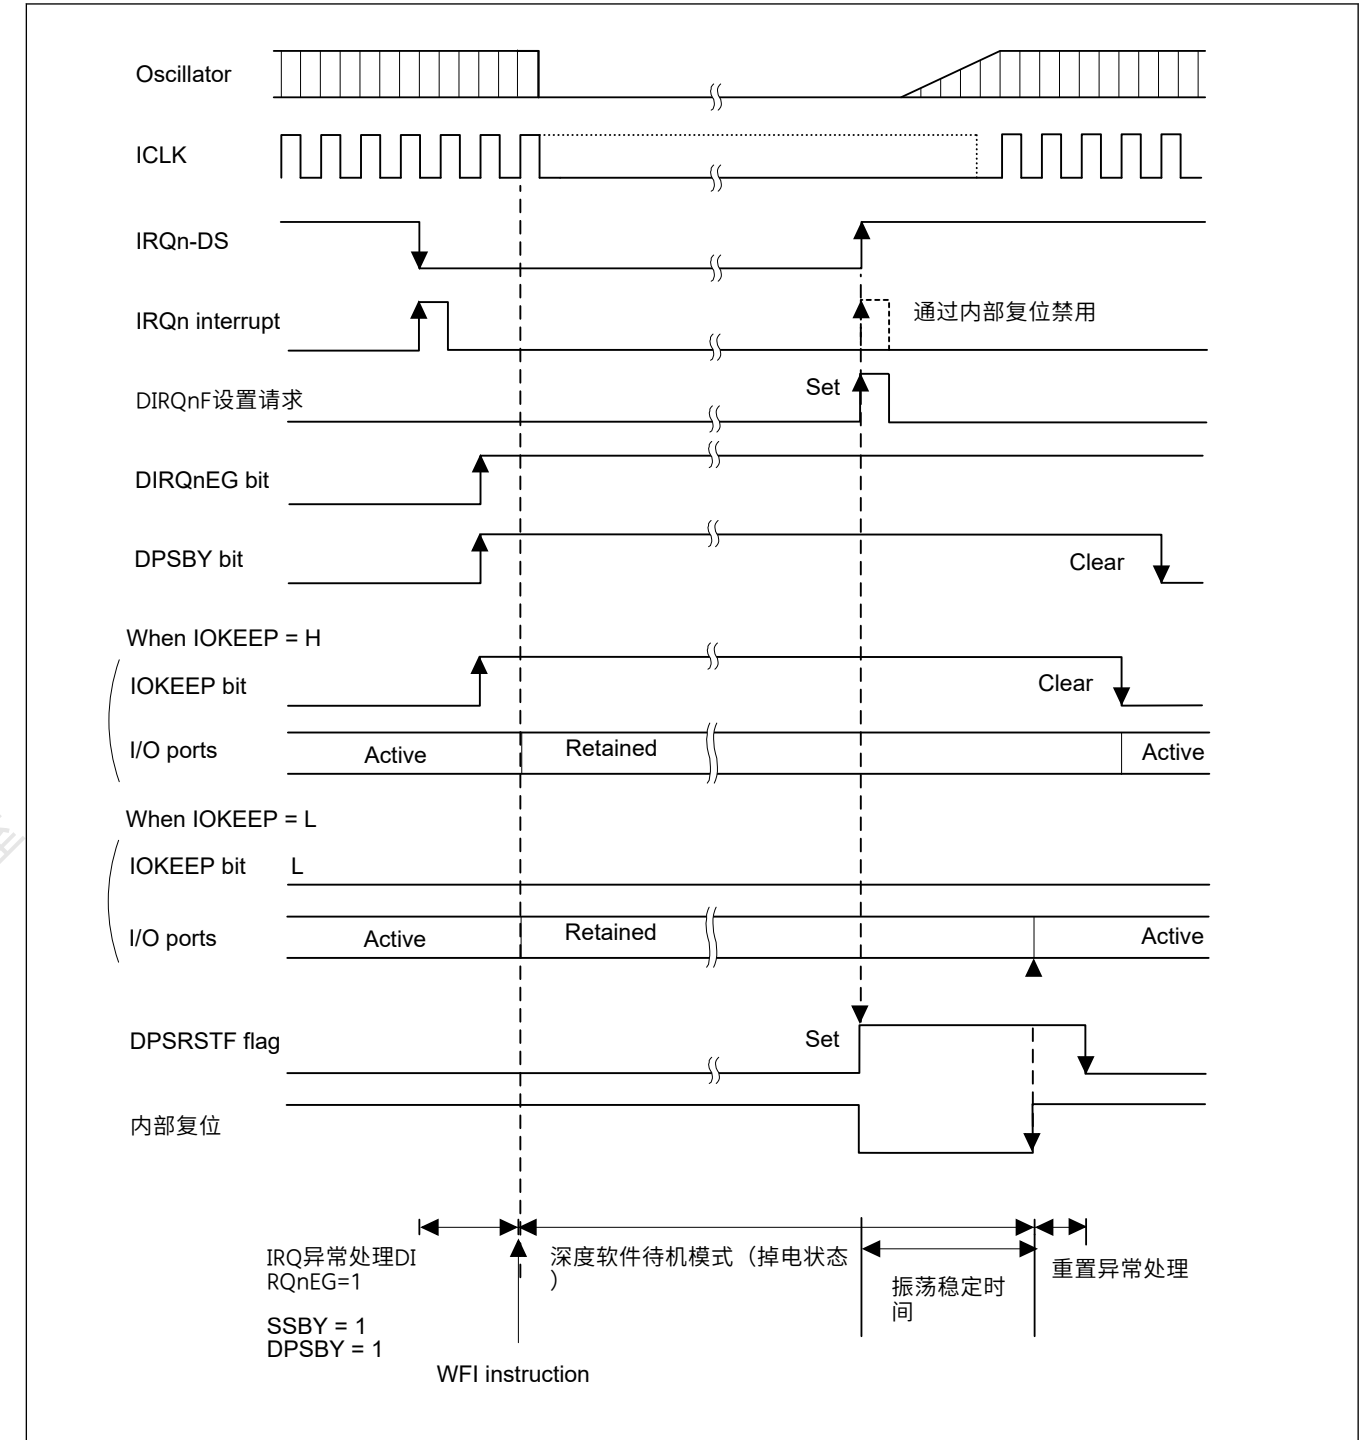 Oscillator
ICLK
IRQn-DS
IRQn interrupt
通过内部复位禁用
DIRQnF设置请求
Set
DIRQnEG bit
DPSBY bit
Clear
When IOKEEP = H
IOKEEP bit
Clear
I/O ports
Active
Retained
Active
When IOKEEP = L
IOKEEP bit
L
I/O ports
Active
Retained
Active
DPSRSTF flag
Set
内部复位
IRQ异常处理DI
RQnEG=1
SSBY = 1
DPSBY = 1
WFI instruction
深度软件待机模式（掉电状态
）
振荡稳定时
间
重置异常处理